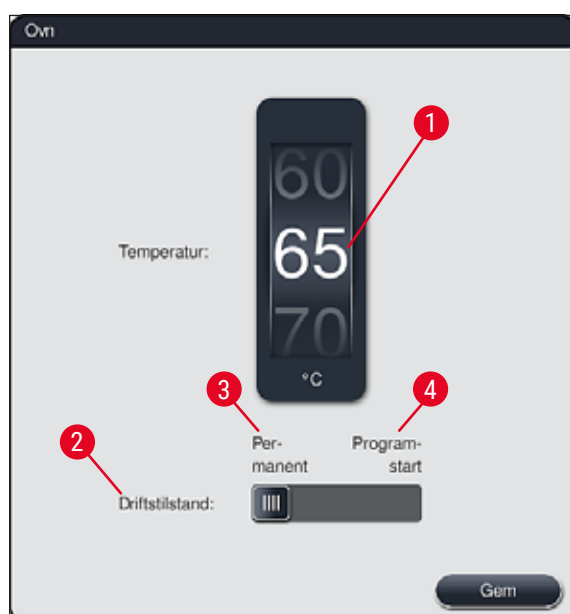 Ovn
1
60
Temperatur: 65
70
°C
3
4
2
Per-
manent
Program-
start
Driftstilstand:
Gem